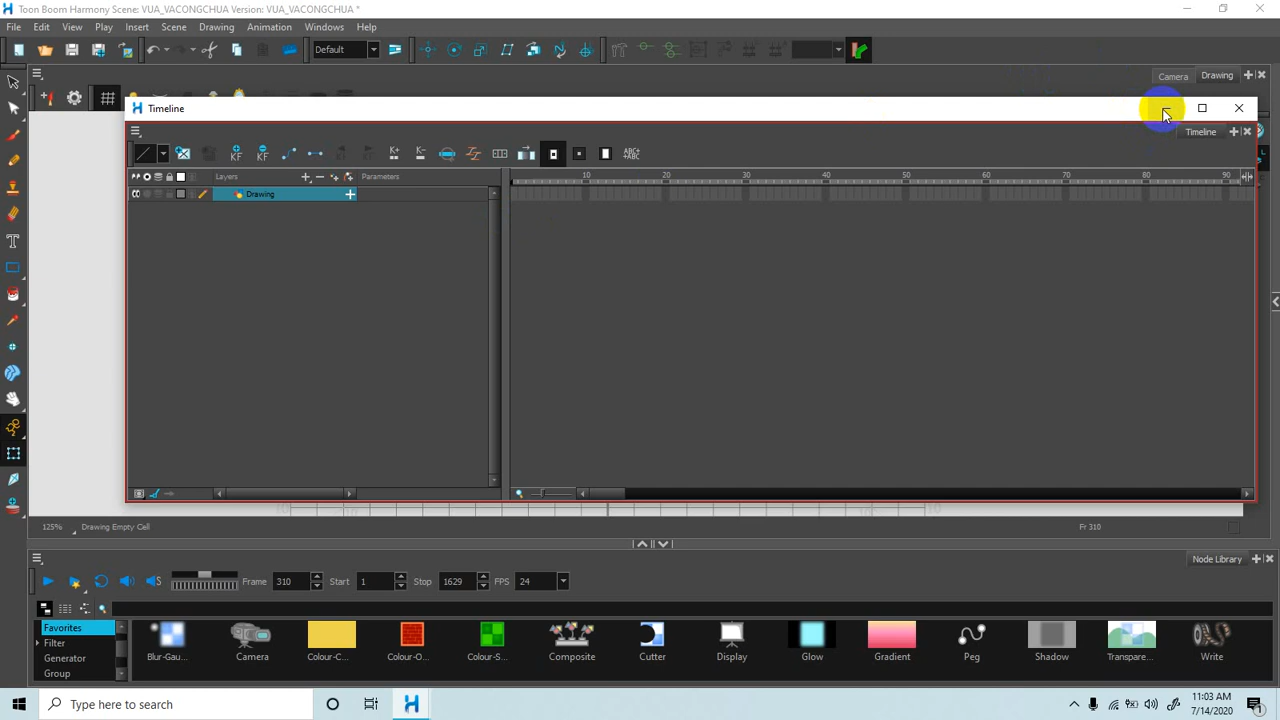 Toon Boom Harmony Scene: VUA_VACONGCHUA Version: VUA_VACONGCHUA *
File Edit View Play Insert Scene Drawing Animation Windows Help
Default
Camera Drawing
Timeline
Timeline
KF KF K+ K- ABC+
Layers Parameters 10 20 30 40 50 60 70 80 90
Drawing
125% Drawing Empty Cell Fr 310
Node Library
Frame 310 Start 1 Stop 1629 FPS 24
Favorites
Filter
Generator
Group
Blur-Gau... Camera Colour-C... Colour-O... Colour-S... Composite Cutter Display Glow Gradient Peg Shadow Transpare... Write
Type here to search
11:03 AM
7/14/2020